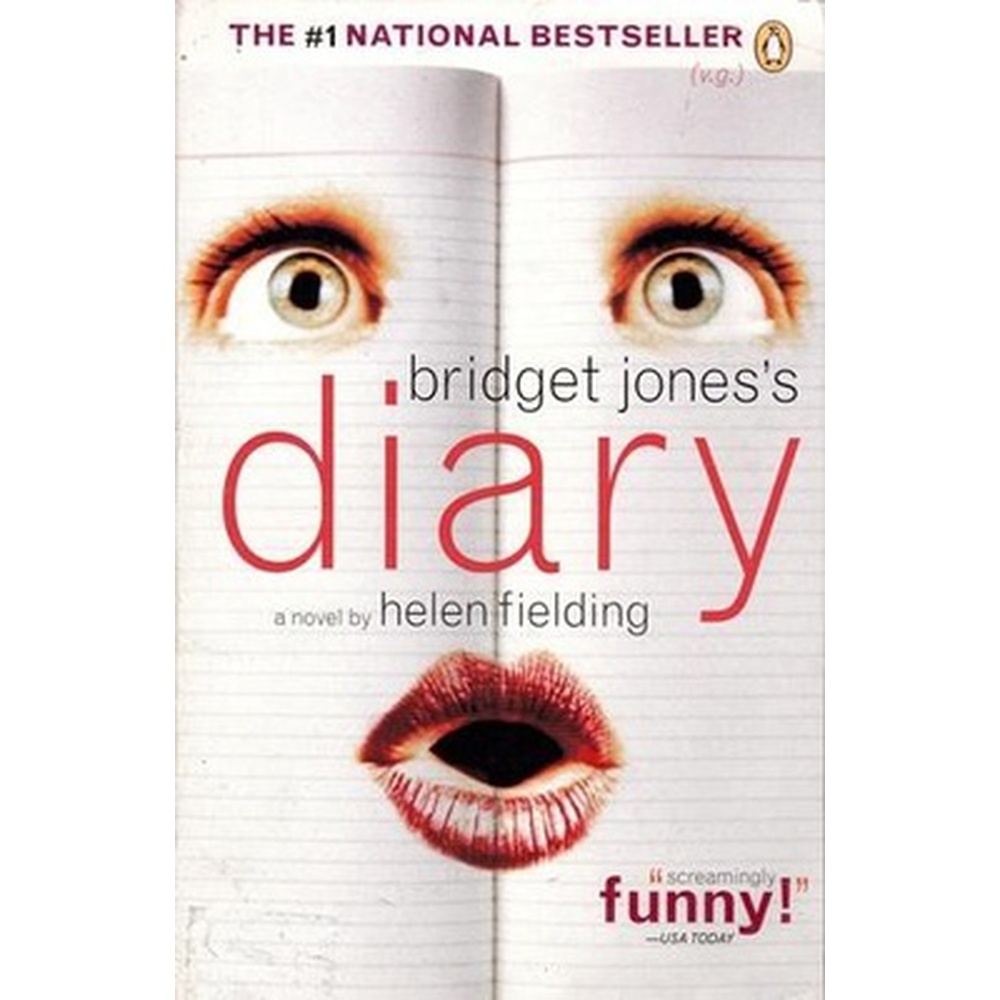 THE #1 NATIONAL BESTSELLER
(v.g.)
bridget jones's
diary
a novel by helen fielding
“screamingly
funny!”
—USA TODAY